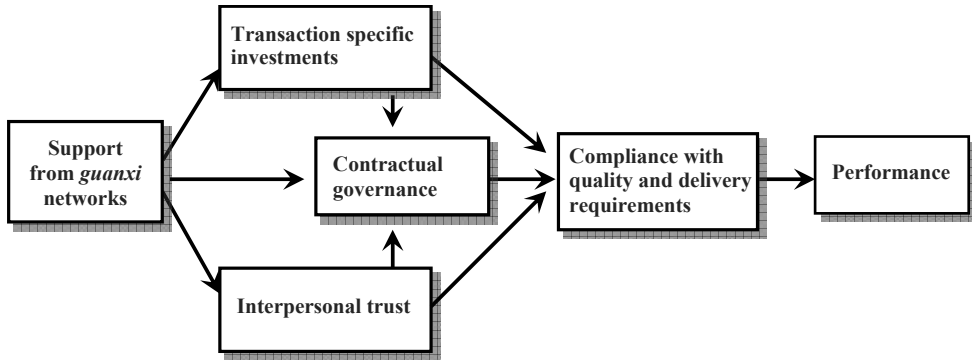 Transaction specific
investments
Support
from guanxi
networks
Contractual
governance
Compliance with
quality and delivery
requirements
Performance
Interpersonal trust